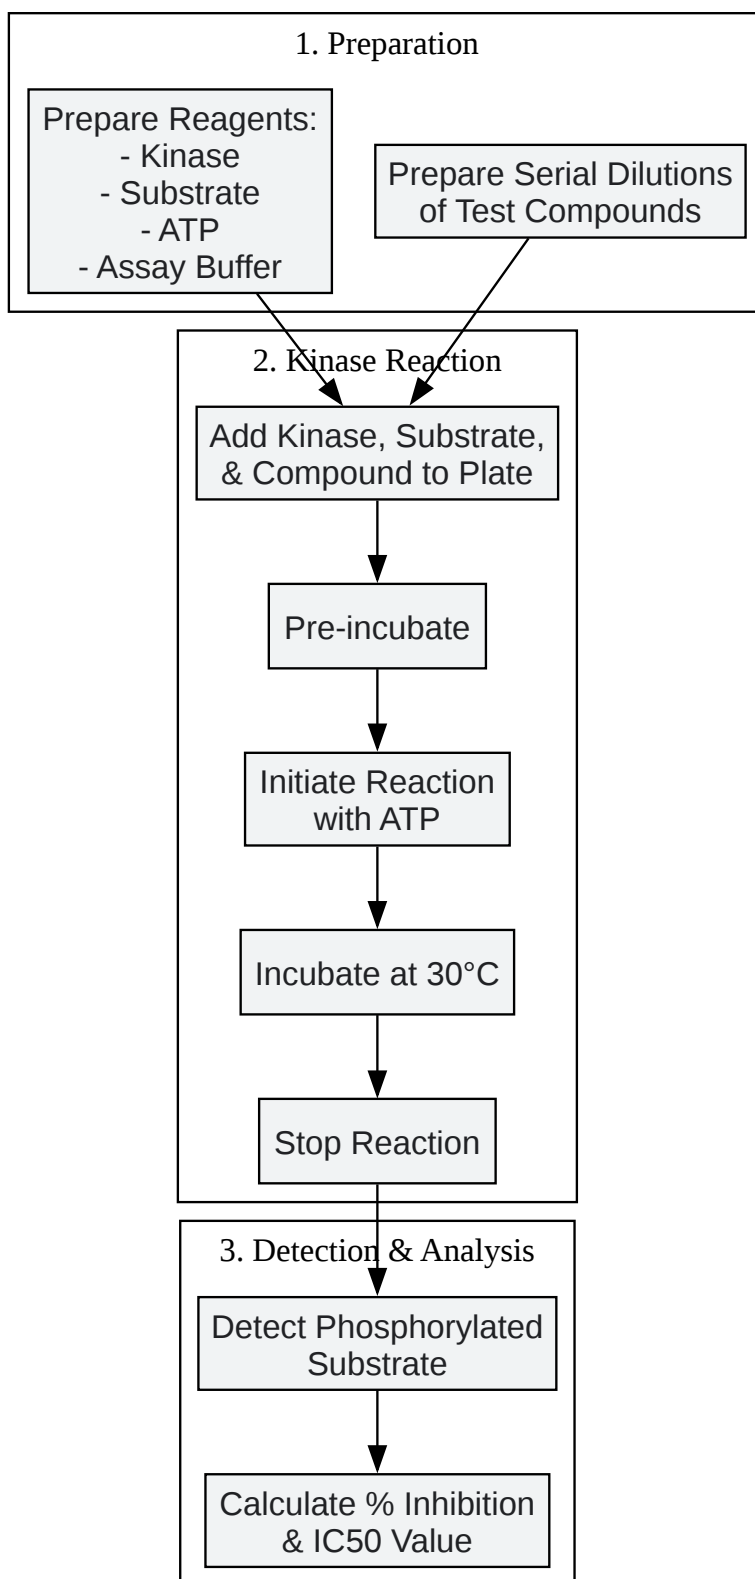 1. Preparation
Prepare Reagents:
- Kinase
- Substrate
- ATP
- Assay Buffer
Prepare Serial Dilutions
of Test Compounds
2. Kinase Reaction
Add Kinase, Substrate,
& Compound to Plate
Pre-incubate
Initiate Reaction
with ATP
Incubate at 30°C
Stop Reaction
3. Detection & Analysis
Detect Phosphorylated
Substrate
Calculate % Inhibition
& IC50 Value